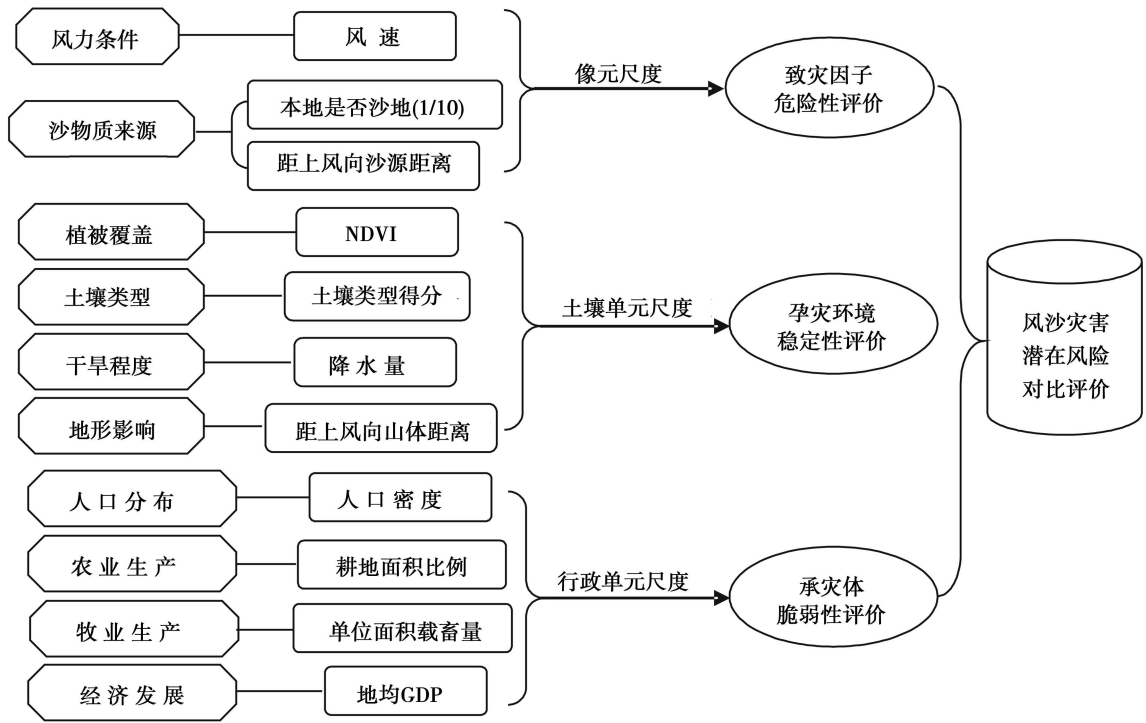 风力条件
风 速
沙物质来源
本地是否沙地(1/10)
距上风向沙源距离
像元尺度
致灾因子
危险性评价
植被覆盖
NDVI
土壤类型
土壤类型得分
干旱程度
降 水 量
地形影响
距上风向山体距离
土壤单元尺度
孕灾环境
稳定性评价
人 口 分 布
人 口 密 度
农 业 生 产
耕地面积比例
牧 业 生 产
单位面积载畜量
经 济 发 展
地均GDP
行政单元尺度
承灾体
脆弱性评价
风沙灾害
潜在风险
对比评价